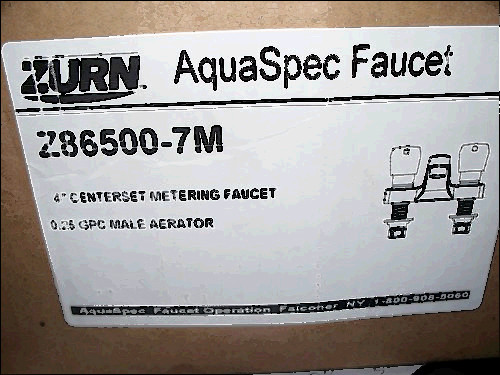 ZURN AquaSpec Faucet
Z86500-7M
4" CENTERSET METERING FAUCET
0.25 GPC MALE AERATOR
AquaSpec Faucet Operation Falconer NY 1-800-908-5060